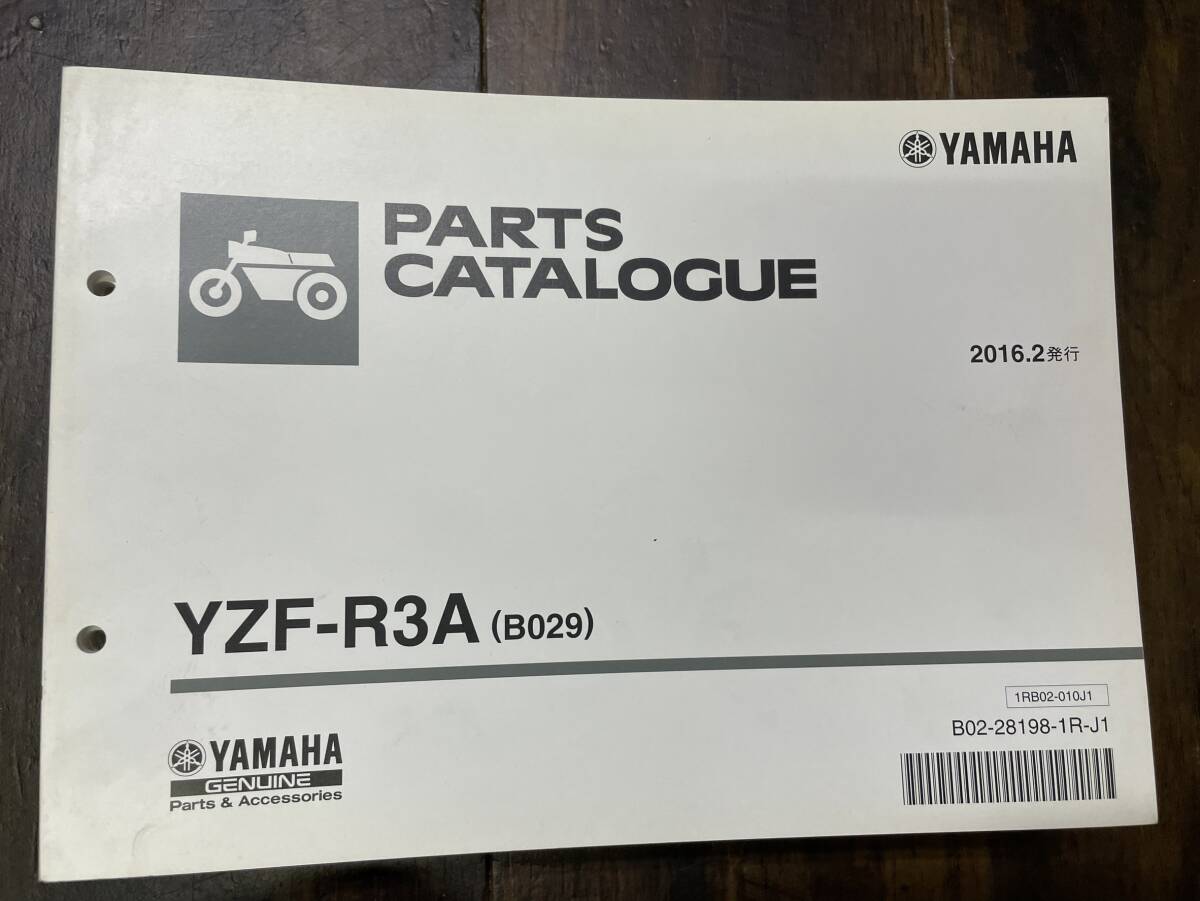 YAMAHA
PARTS
CATALOGUE
2016.2発行
YZF-R3A (B029)
1RB02-010J1
B02-28198-1R-J1
YAMAHA
GENUINE
Parts & Accessories